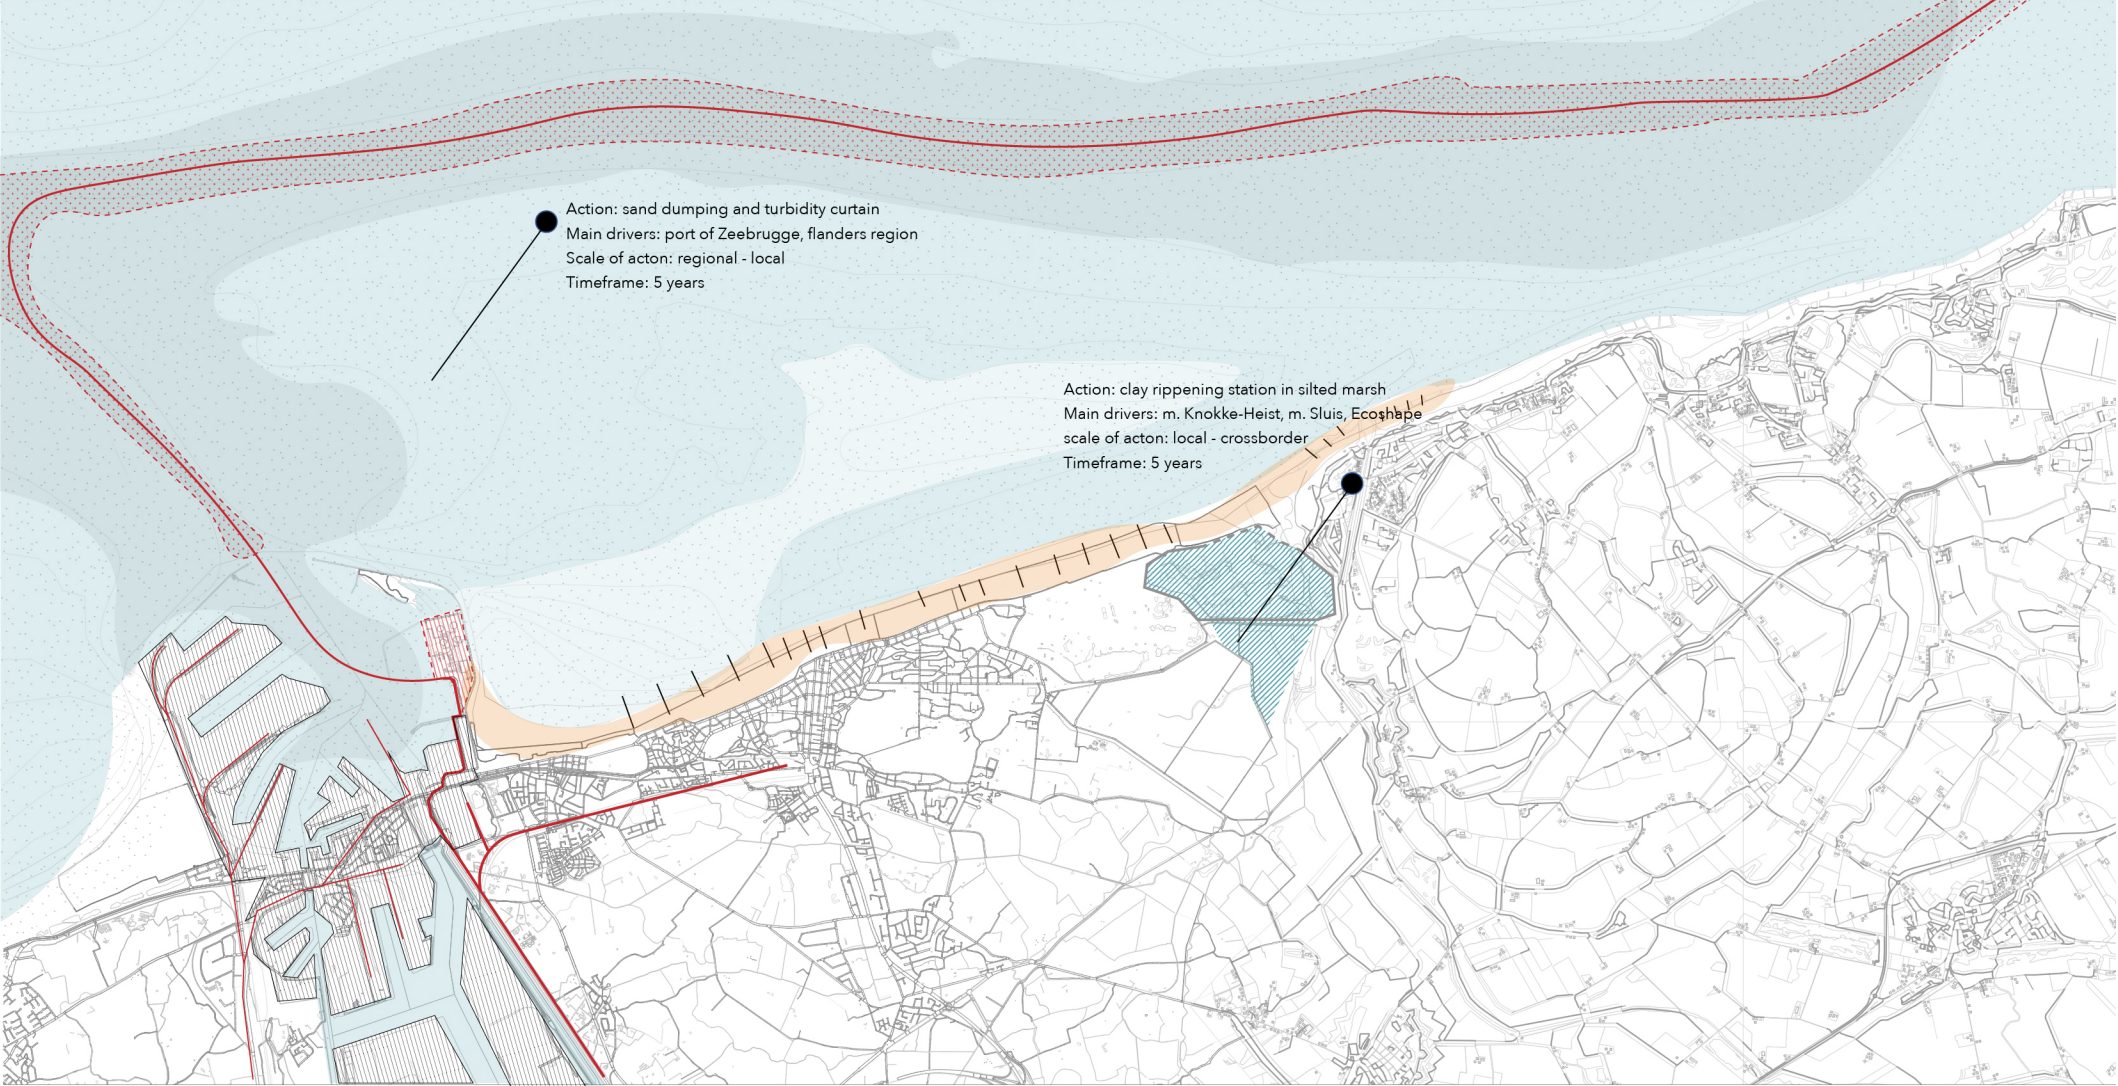 Action: sand dumping and turbidity curtain
Main drivers: port of Zeebrugge, flanders region
Scale of acton: regional - local
Timeframe: 5 years
Action: clay rippening station in silted marsh
Main drivers: m. Knokke-Heist, m. Sluis, Ecoshape
scale of acton: local - crossborder
Timeframe: 5 years